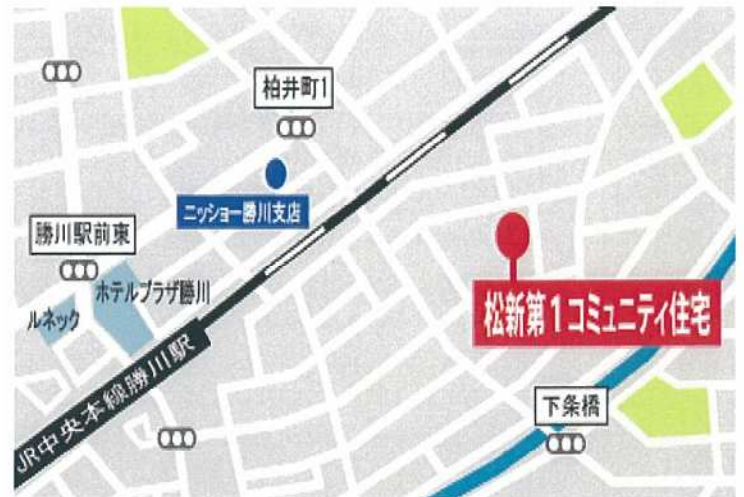 柏井町1
ニッショー勝川支店
勝川駅前東
ホテルプラザ勝川
ルネック
松新第1コミュニティ住宅
JR中央本線勝川駅
下条橋